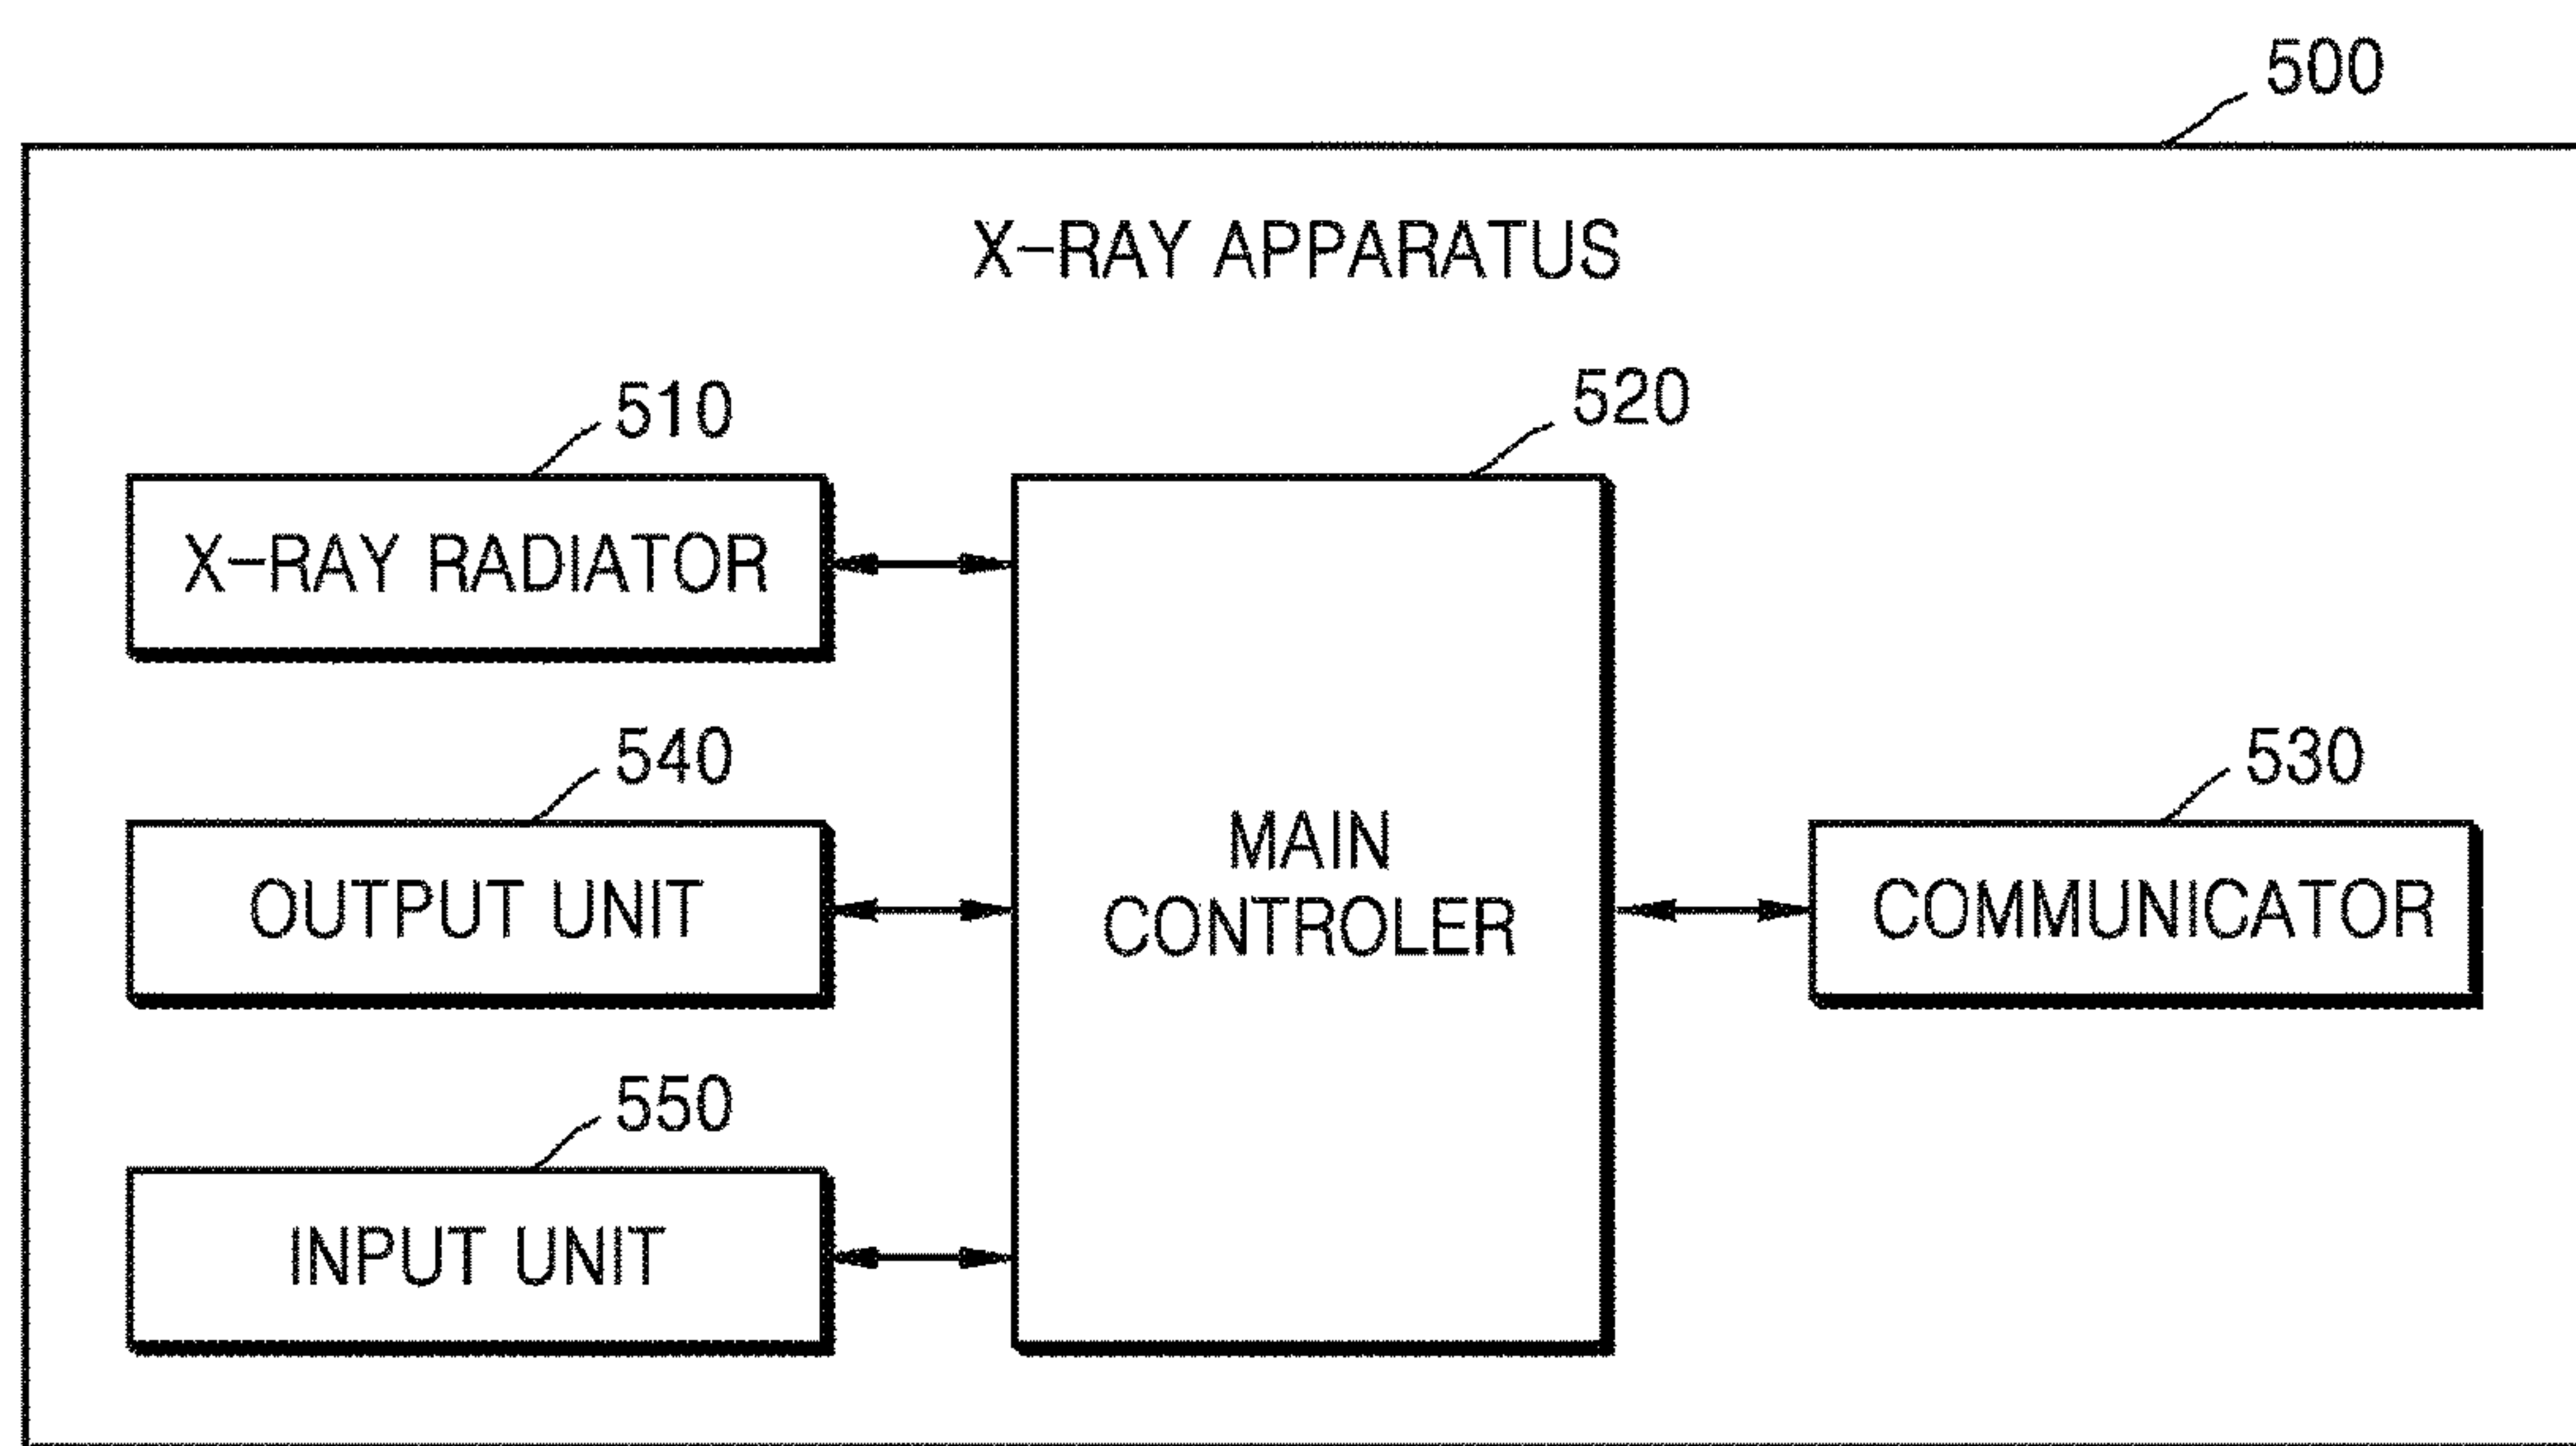 500
X-RAY APPARATUS
510
520
X-RAY RADIATOR
540
530
MAIN
CONTROLER
OUTPUT UNIT
COMMUNICATOR
550
INPUT UNIT